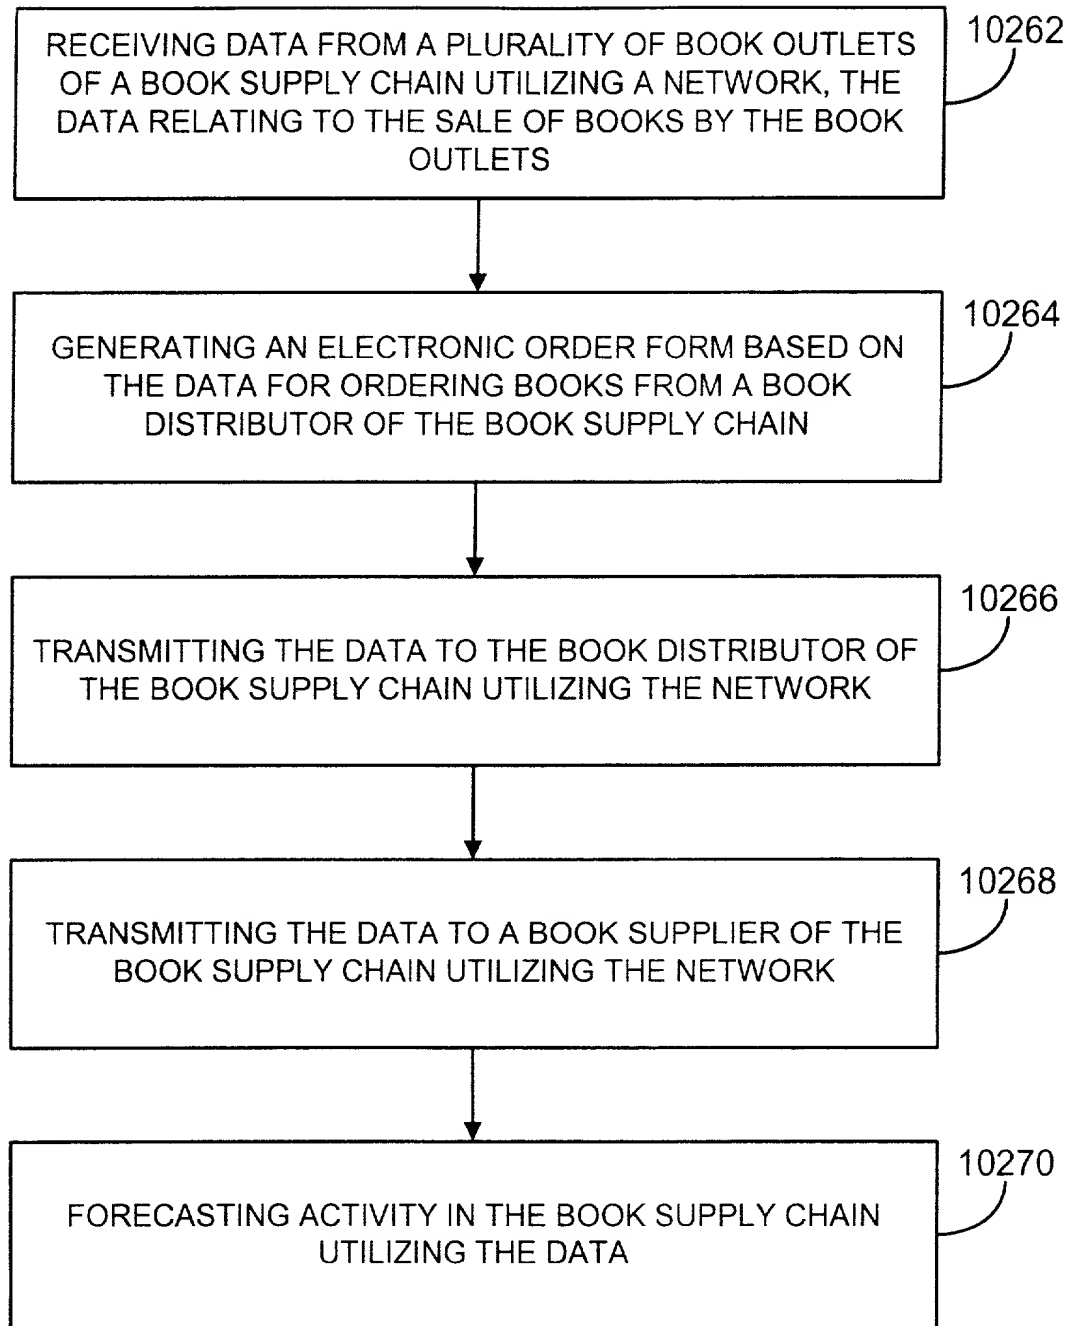 RECEIVING DATA FROM A PLURALITY OF BOOK OUTLETS
OF A BOOK SUPPLY CHAIN UTILIZING A NETWORK, THE
DATA RELATING TO THE SALE OF BOOKS BY THE BOOK
OUTLETS
10262
GENERATING AN ELECTRONIC ORDER FORM BASED ON
THE DATA FOR ORDERING BOOKS FROM A BOOK
DISTRIBUTOR OF THE BOOK SUPPLY CHAIN
10264
TRANSMITTING THE DATA TO THE BOOK DISTRIBUTOR OF
THE BOOK SUPPLY CHAIN UTILIZING THE NETWORK
10266
TRANSMITTING THE DATA TO A BOOK SUPPLIER OF THE
BOOK SUPPLY CHAIN UTILIZING THE NETWORK
10268
FORECASTING ACTIVITY IN THE BOOK SUPPLY CHAIN
UTILIZING THE DATA
10270